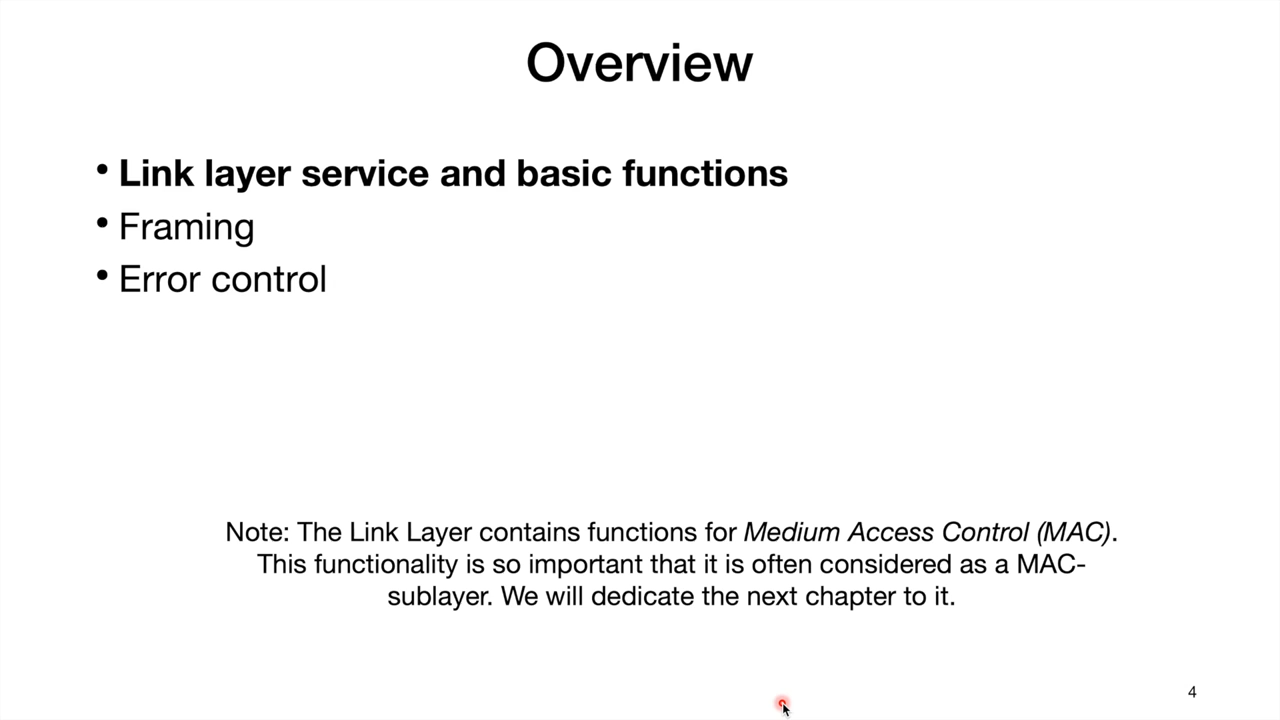 Overview
• Link layer service and basic functions
• Framing
• Error control
Note: The Link Layer contains functions for Medium Access Control (MAC).
This functionality is so important that it is often considered as a MAC-
sublayer. We will dedicate the next chapter to it.
4